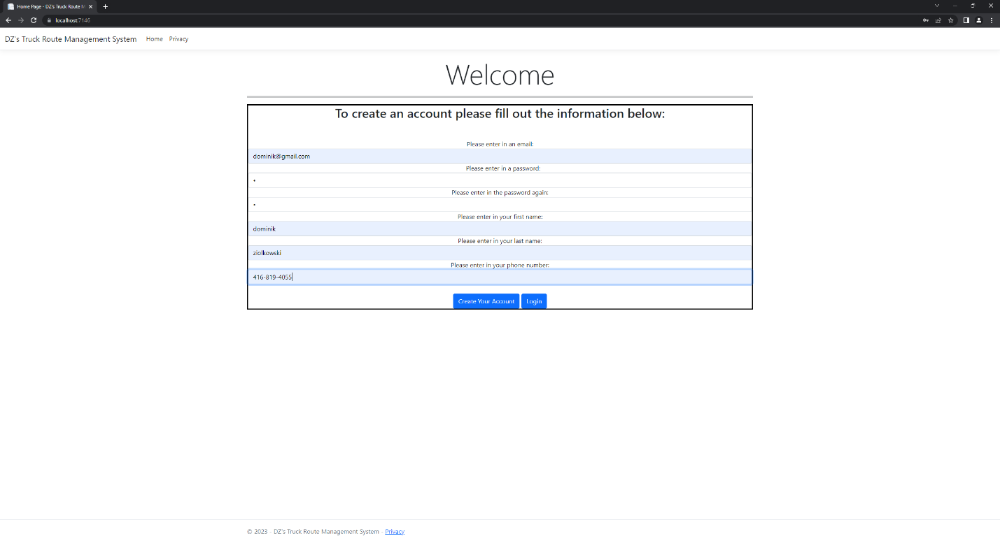 Home Page - DZ's Truck Route M
localhost:7146
DZ's Truck Route Management System Home Privacy
Welcome
To create an account please fill out the information below:
Please enter in an email:
dominik@gmail.com
Please enter in a password:
•
Please enter in the password again:
•
Please enter in your first name:
dominik
Please enter in your last name:
ziolkowski
Please enter in your phone number:
416-819-4055
Create Your Account Login
© 2023 - DZ's Truck Route Management System - Privacy